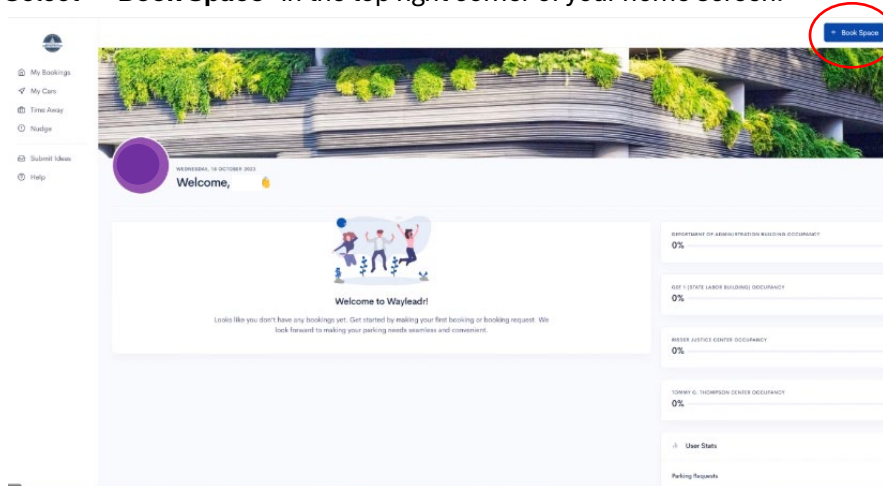 Select "+ Book Space" in the top right corner of your home screen.
+ Book Space
My Bookings
My Cars
Time Away
Nudge
Submit Ideas
Help
WEDNESDAY, 18 OCTOBER 2023
Welcome, 👋
Welcome to Wayleadr!
Looks like you don't have any bookings yet. Get started by making your first booking or booking request. We
look forward to making your parking needs seamless and convenient.
DEPARTMENT OF ADMINISTRATION BUILDING OCCUPANCY
0%
GEF 1 (STATE LABOR BUILDING) OCCUPANCY
0%
RISSER JUSTICE CENTER OCCUPANCY
0%
TOMMY G. THOMPSON CENTER OCCUPANCY
0%
User Stats
Parking Requests